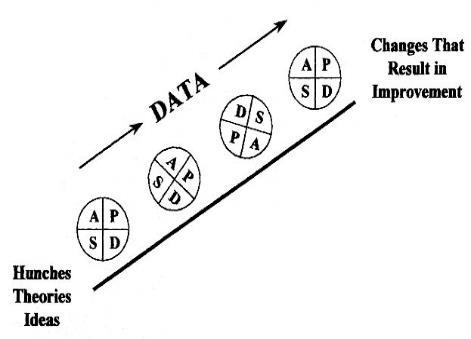 Changes That
Result in
Improvement
DATA
A P
S D
D S
P A
A P
S D
A P
S D
Hunches
Theories
Ideas